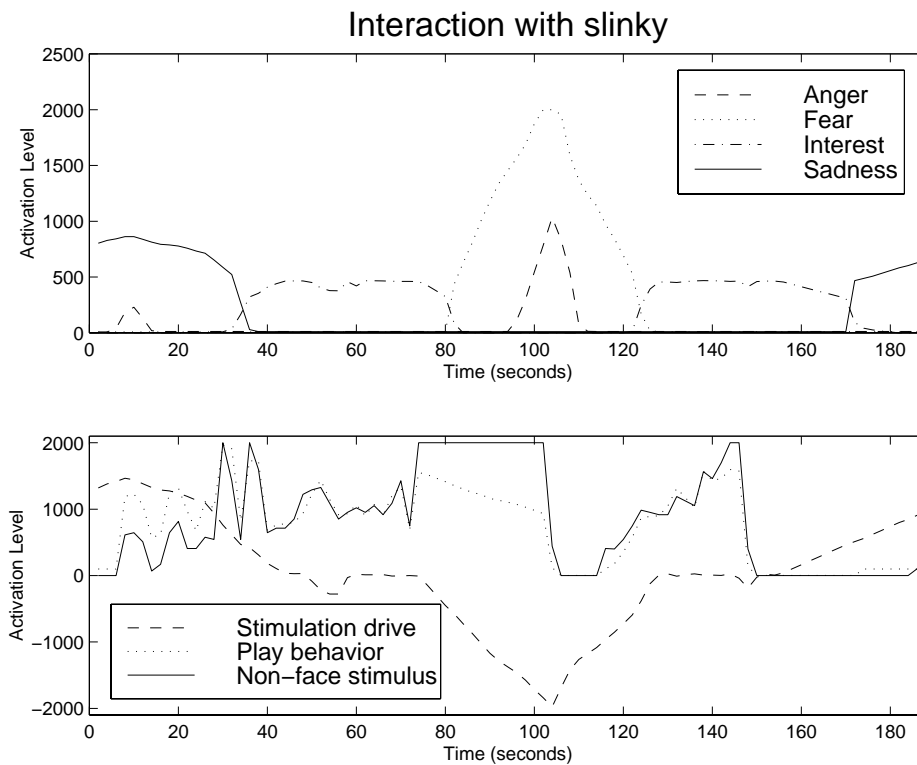 Interaction with slinky
2500
2000
1500
1000
500
0
Activation Level
Anger
Fear
Interest
Sadness
0 20 40 60 80 100 120 140 160 180
Time (seconds)
2000
1000
0
−1000
−2000
Activation Level
Stimulation drive
Play behavior
Non−face stimulus
0 20 40 60 80 100 120 140 160 180
Time (seconds)